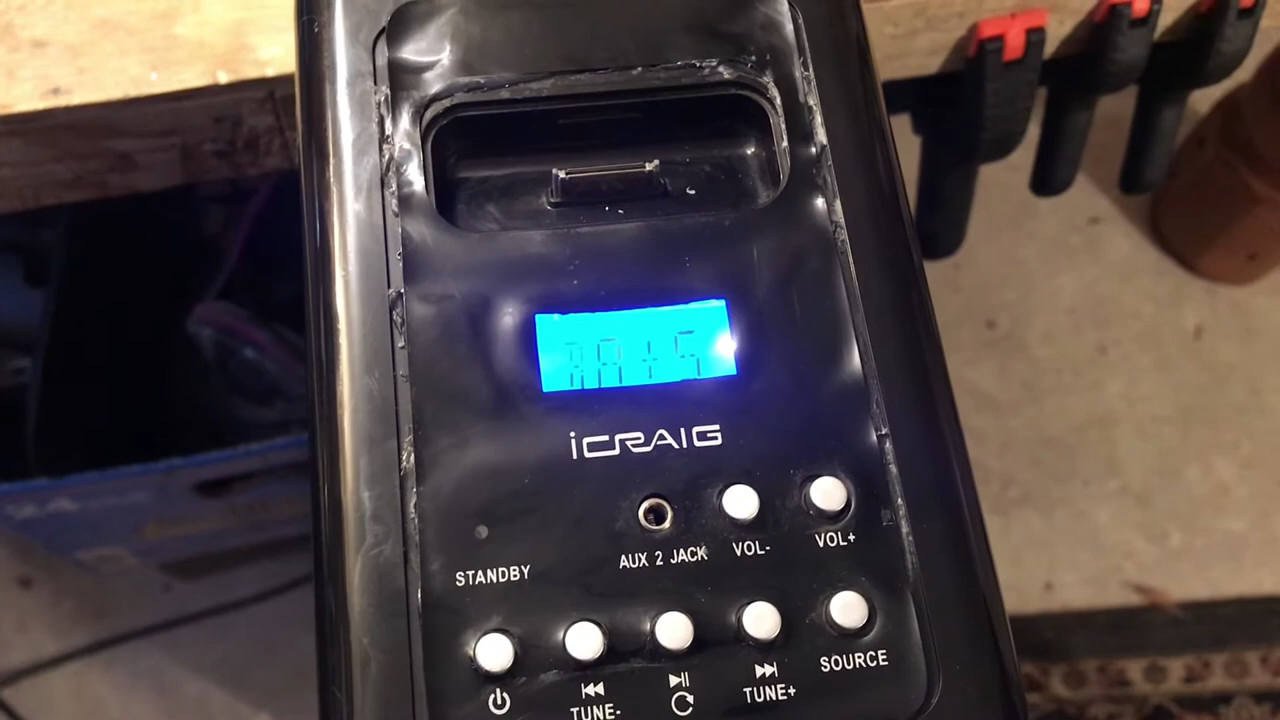 iCRAIG
AUX 2 JACK
VOL-
VOL+
STANDBY
SOURCE
TUNE-
TUNE+